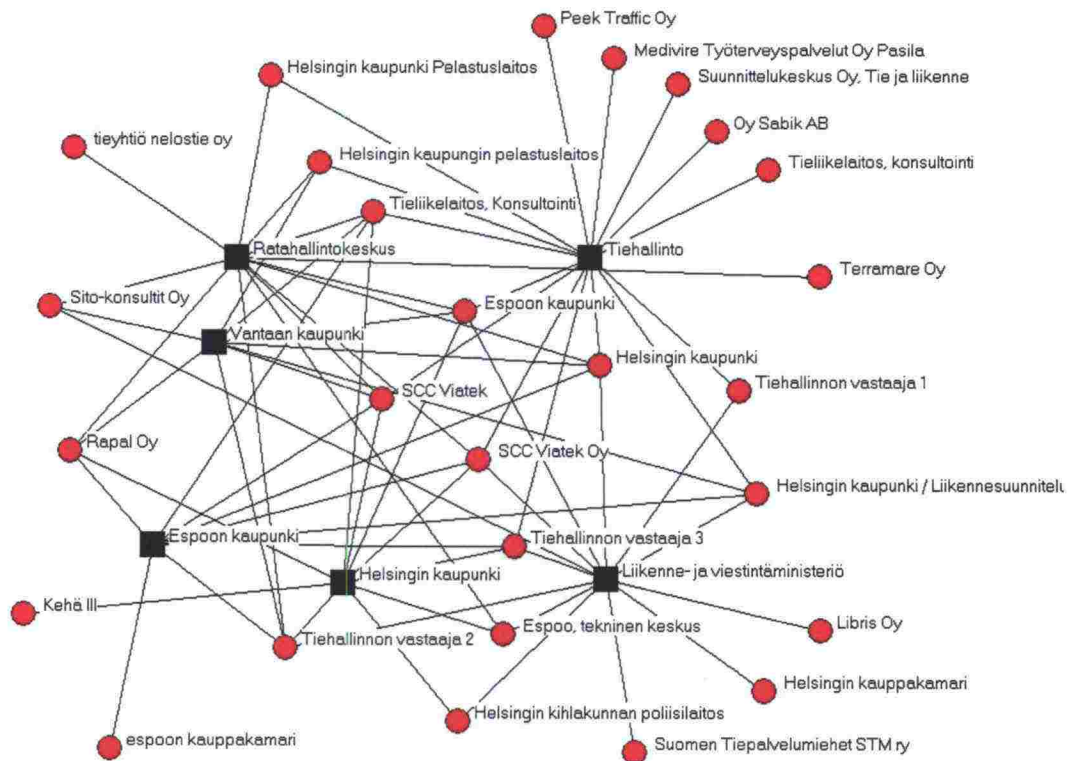 Peek Traffic Oy
Medivire Työterveyspalvelut Oy Pasila
Helsingin kaupunki Pelastuslaitos
Suunnittelukeskus Oy, Tie ja liikenne
Oy Sabik AB
tieyhtiö nelostie oy
Helsingin kaupungin pelastuslaitos
Tieliikelaitos, konsultointi
Tieliikelaitos, Konsultointi
Ratahallintokeskus
Tiehallinto
Terramare Oy
Sito-konsultit Oy
Espoon kaupunki
Vantaan kaupunki
Helsingin kaupunki
Tiehallinnon vastaaja 1
SCC Viatek
Rapal Oy
SCC Viatek Oy
Helsingin kaupunki / Liikennesuunnitelu
Espoon kaupunki
Tiehallinnon vastaaja 3
Helsingin kaupunki
Liikenne- ja viestintäministeriö
Kehä III
Tiehallinnon vastaaja 2
Espoo, tekninen keskus
Libris Oy
Helsingin kauppakamari
Helsingin kihlakunnan poliisilaitos
espoon kauppakamari
Suomen Tiepalvelumiehet STM ry